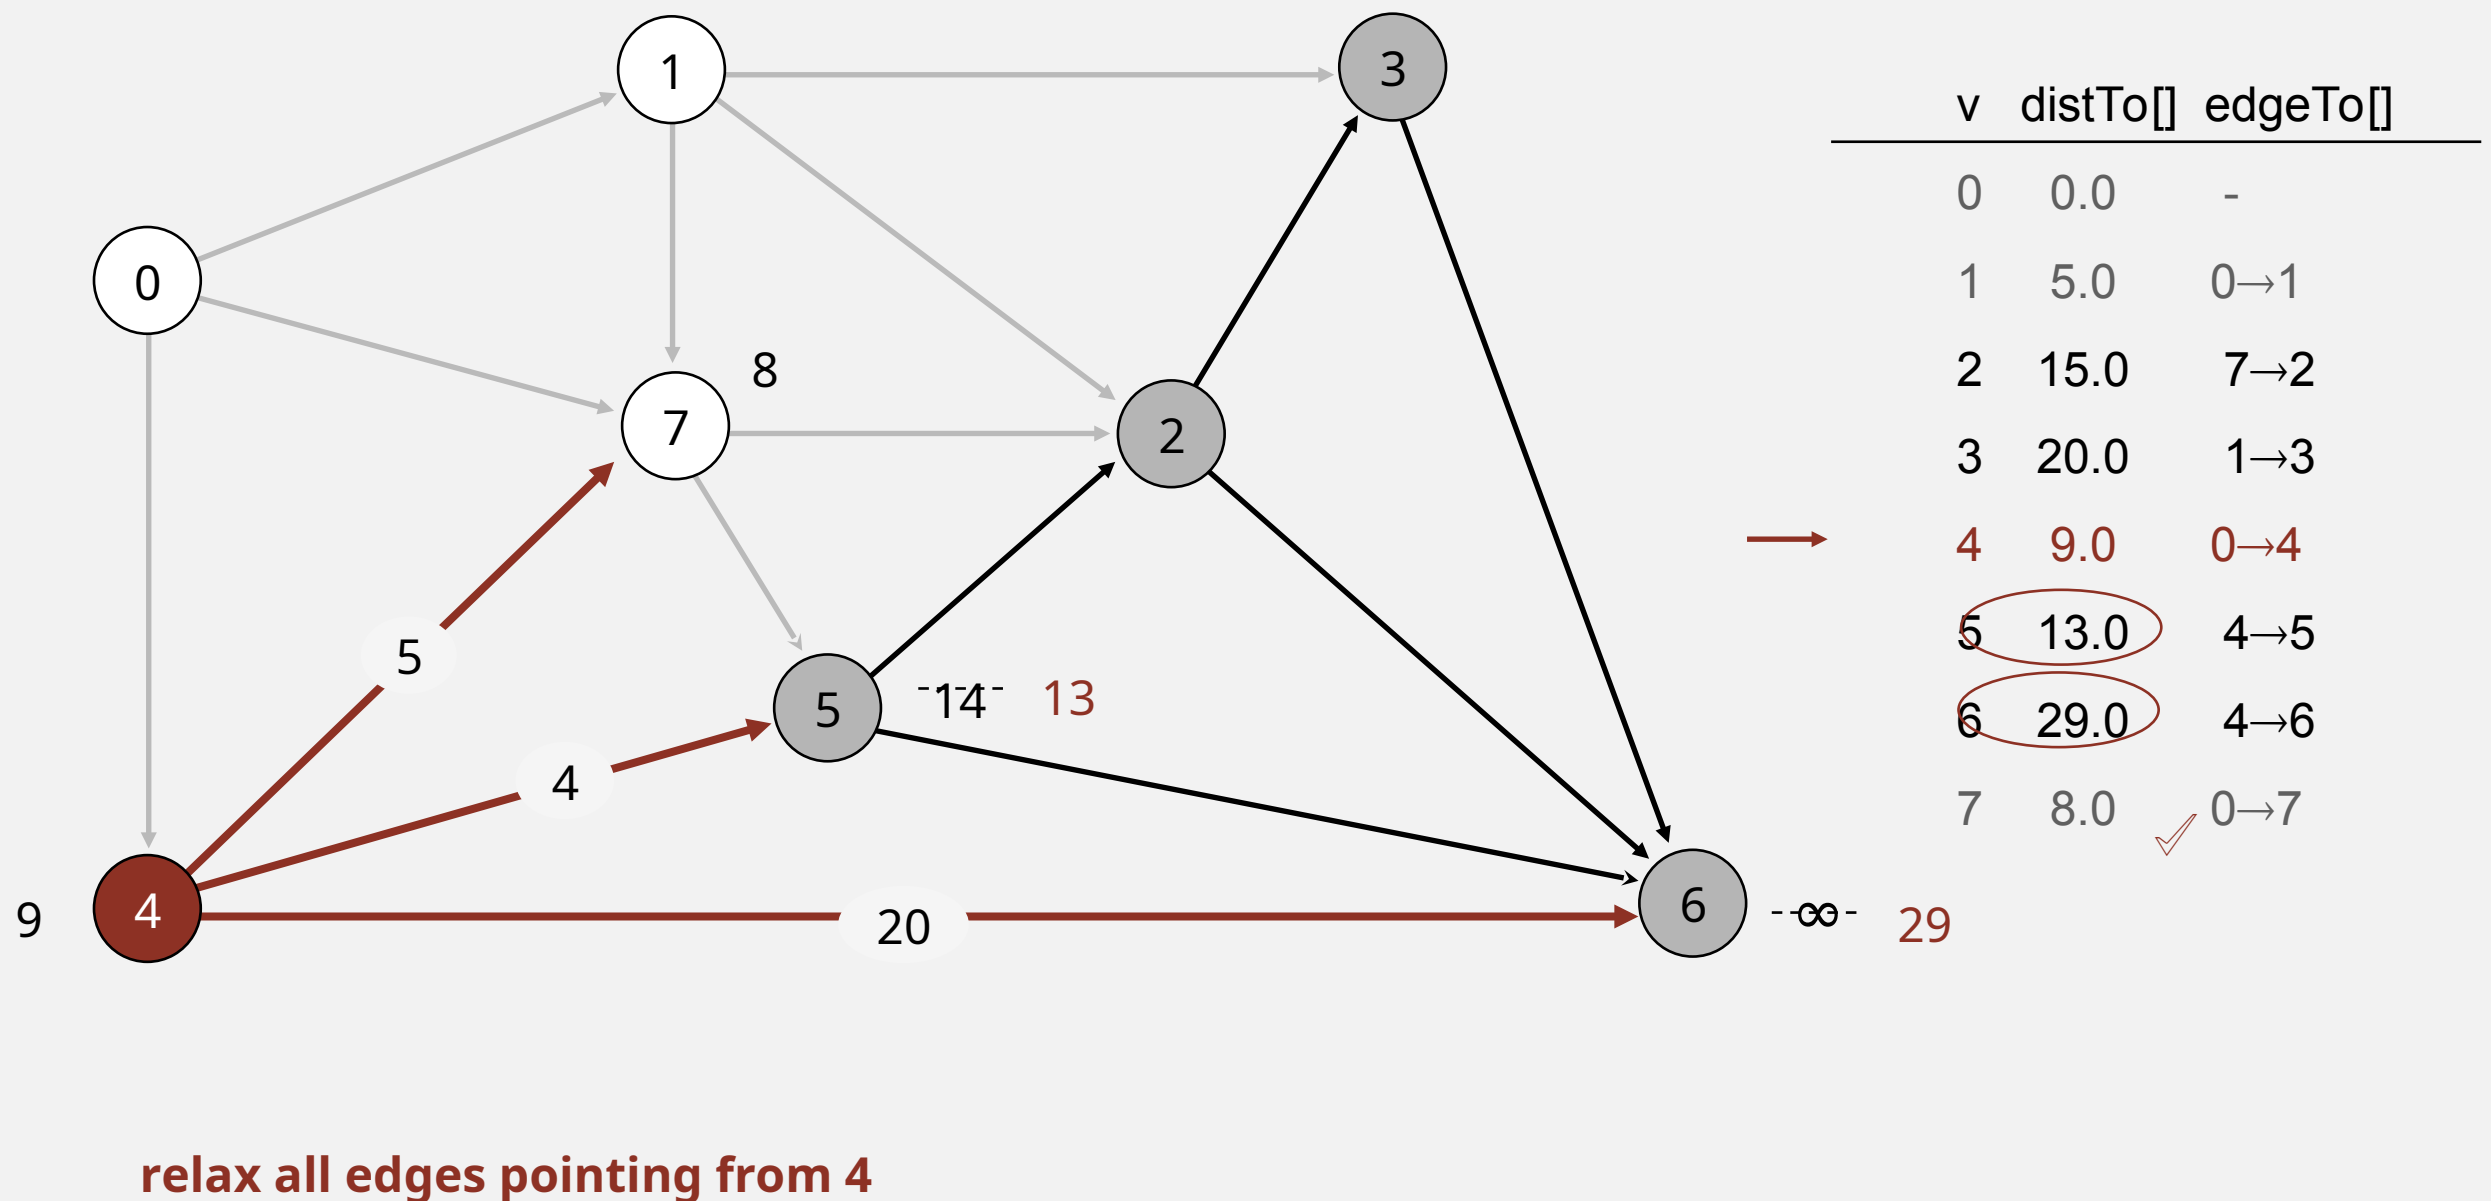 1
3
0
8
7
2
5
4
5
14 13
9
4
20
6
∞ 29
v distTo[] edgeTo[]
0 0.0 -
1 5.0 0→1
2 15.0 7→2
3 20.0 1→3
4 9.0 0→4
5 13.0 4→5
6 29.0 4→6
7 8.0 0→7
relax all edges pointing from 4